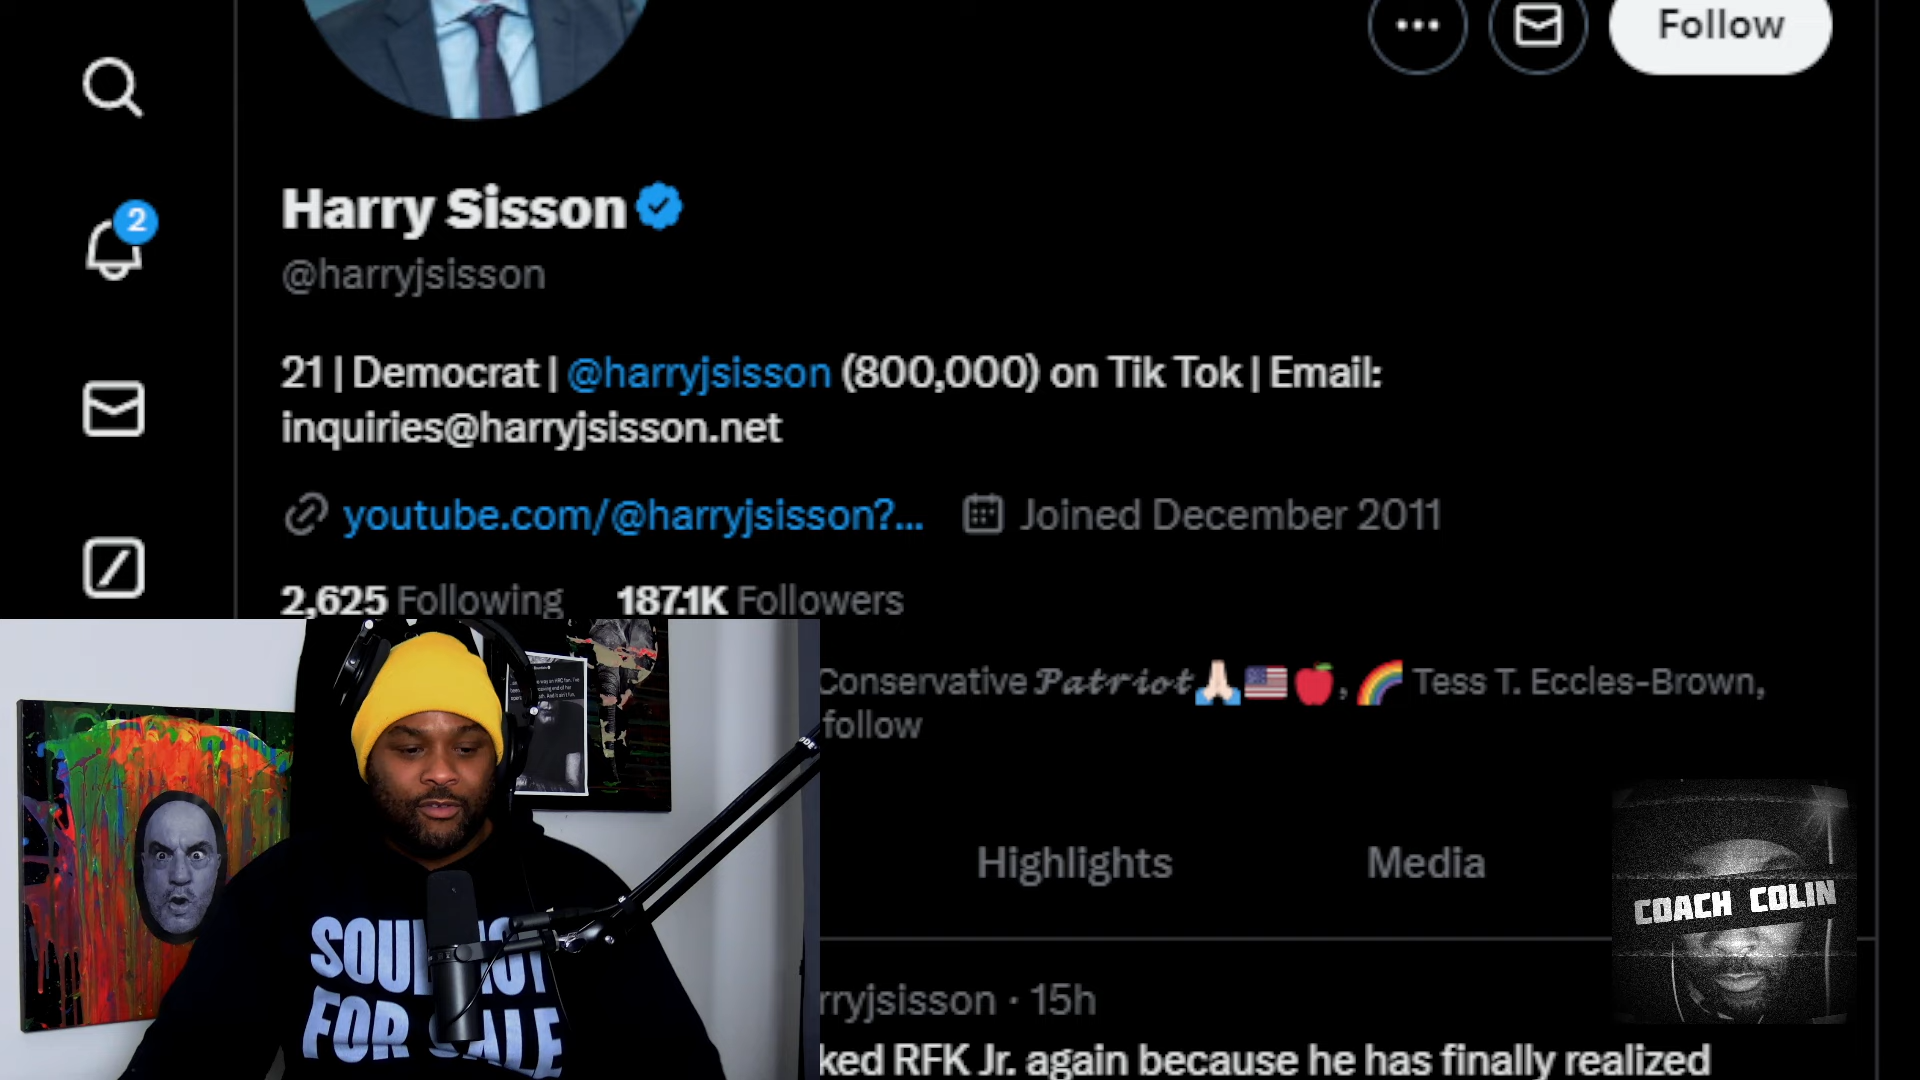 Follow
2
Harry Sisson
@harryjsisson
21 | Democrat | @harryjsisson (800,000) on Tik Tok | Email:
inquiries@harryjsisson.net
youtube.com/@harryjsisson?... Joined December 2011
2,625 Following 187.1K Followers
Conservative 𝓟𝓪𝓽𝓻𝓲𝓸𝓽🙏🏻🇺🇸🍎, 🌈 Tess T. Eccles-Brown,
follow
Highlights Media
COACH COLIN
rryjsisson · 15h
ked RFK Jr. again because he has finally realized
SOUL NOT
FOR SALE